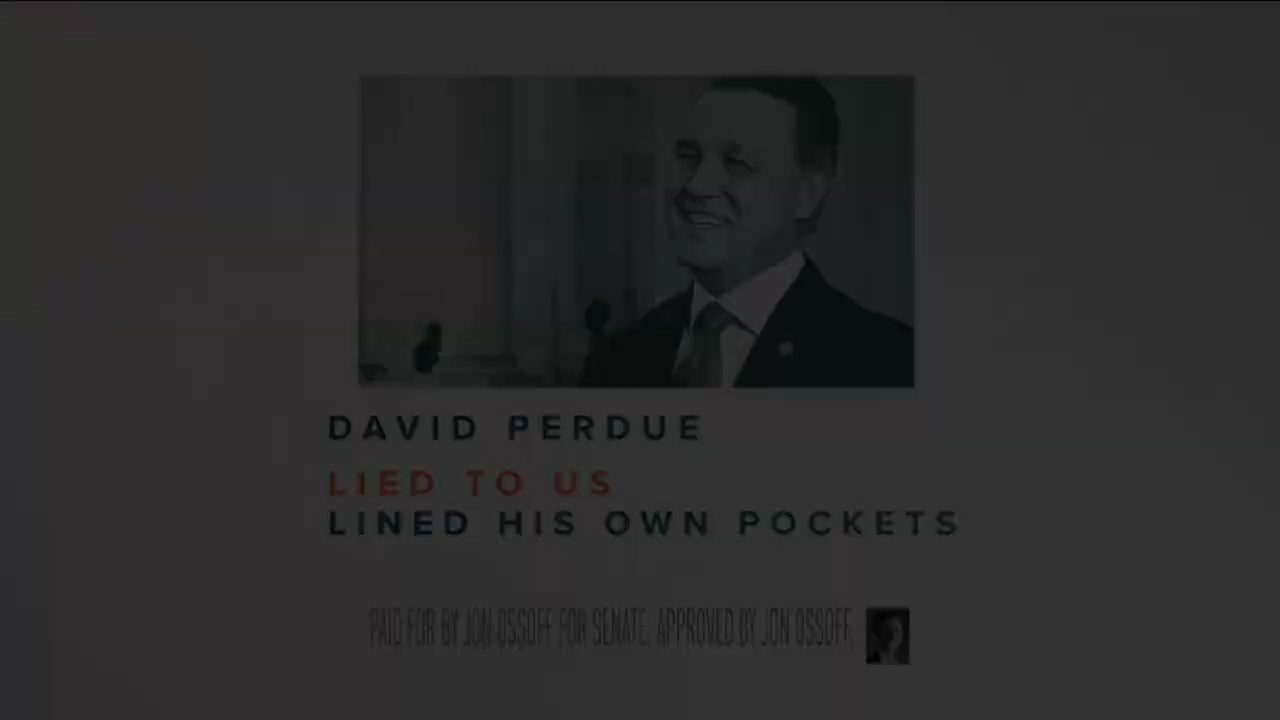 DAVID PERDUE
LIED TO US
LINED HIS OWN POCKETS
PAID FOR BY JON OSSOFF FOR SENATE. APPROVED BY JON OSSOFF.